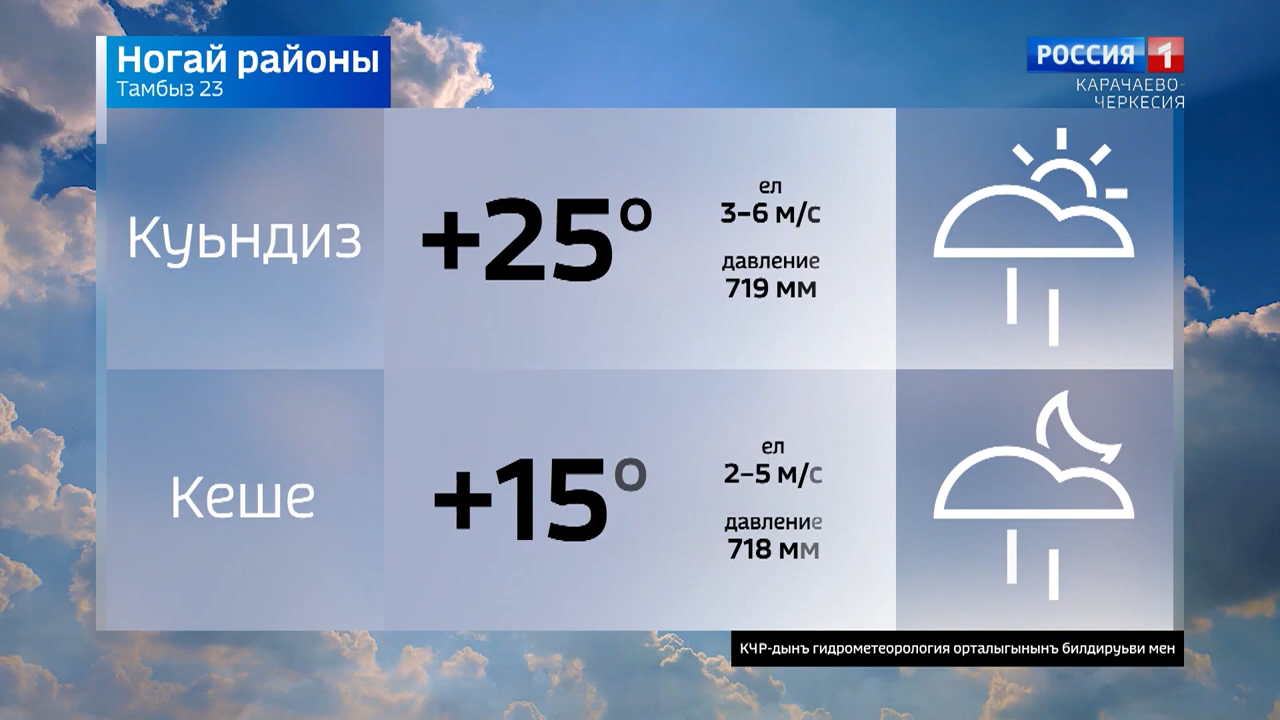 Ногай районы
Тамбыз 23
РОССИЯ 1
КАРАЧАЕВО-
ЧЕРКЕСИЯ
Куьндиз
+25°
ел
3–6 м/с
давление
719 мм
Кеше
+15°
ел
2–5 м/с
давление
718 мм
КЧР-дынъ гидрометеорология орталыгынынъ билдируьви мен